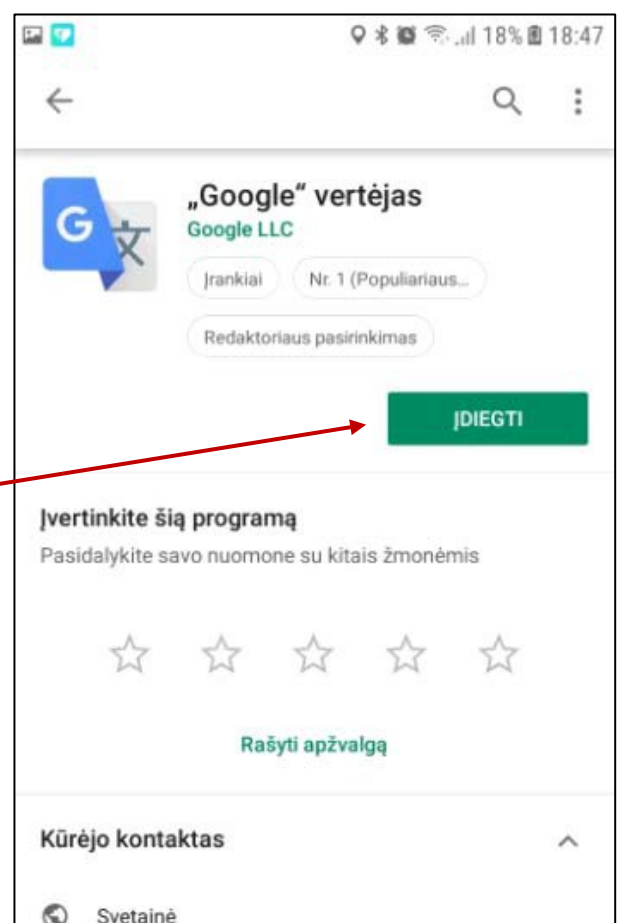 18% 18:47
„Google“ vertėjas
Google LLC
Įrankiai Nr. 1 (Populiariaus...
Redaktoriaus pasirinkimas
ĮDIEGTI
Įvertinkite šią programą
Pasidalykite savo nuomone su kitais žmonėmis
Rašyti apžvalgą
Kūrėjo kontaktas
Svetainė